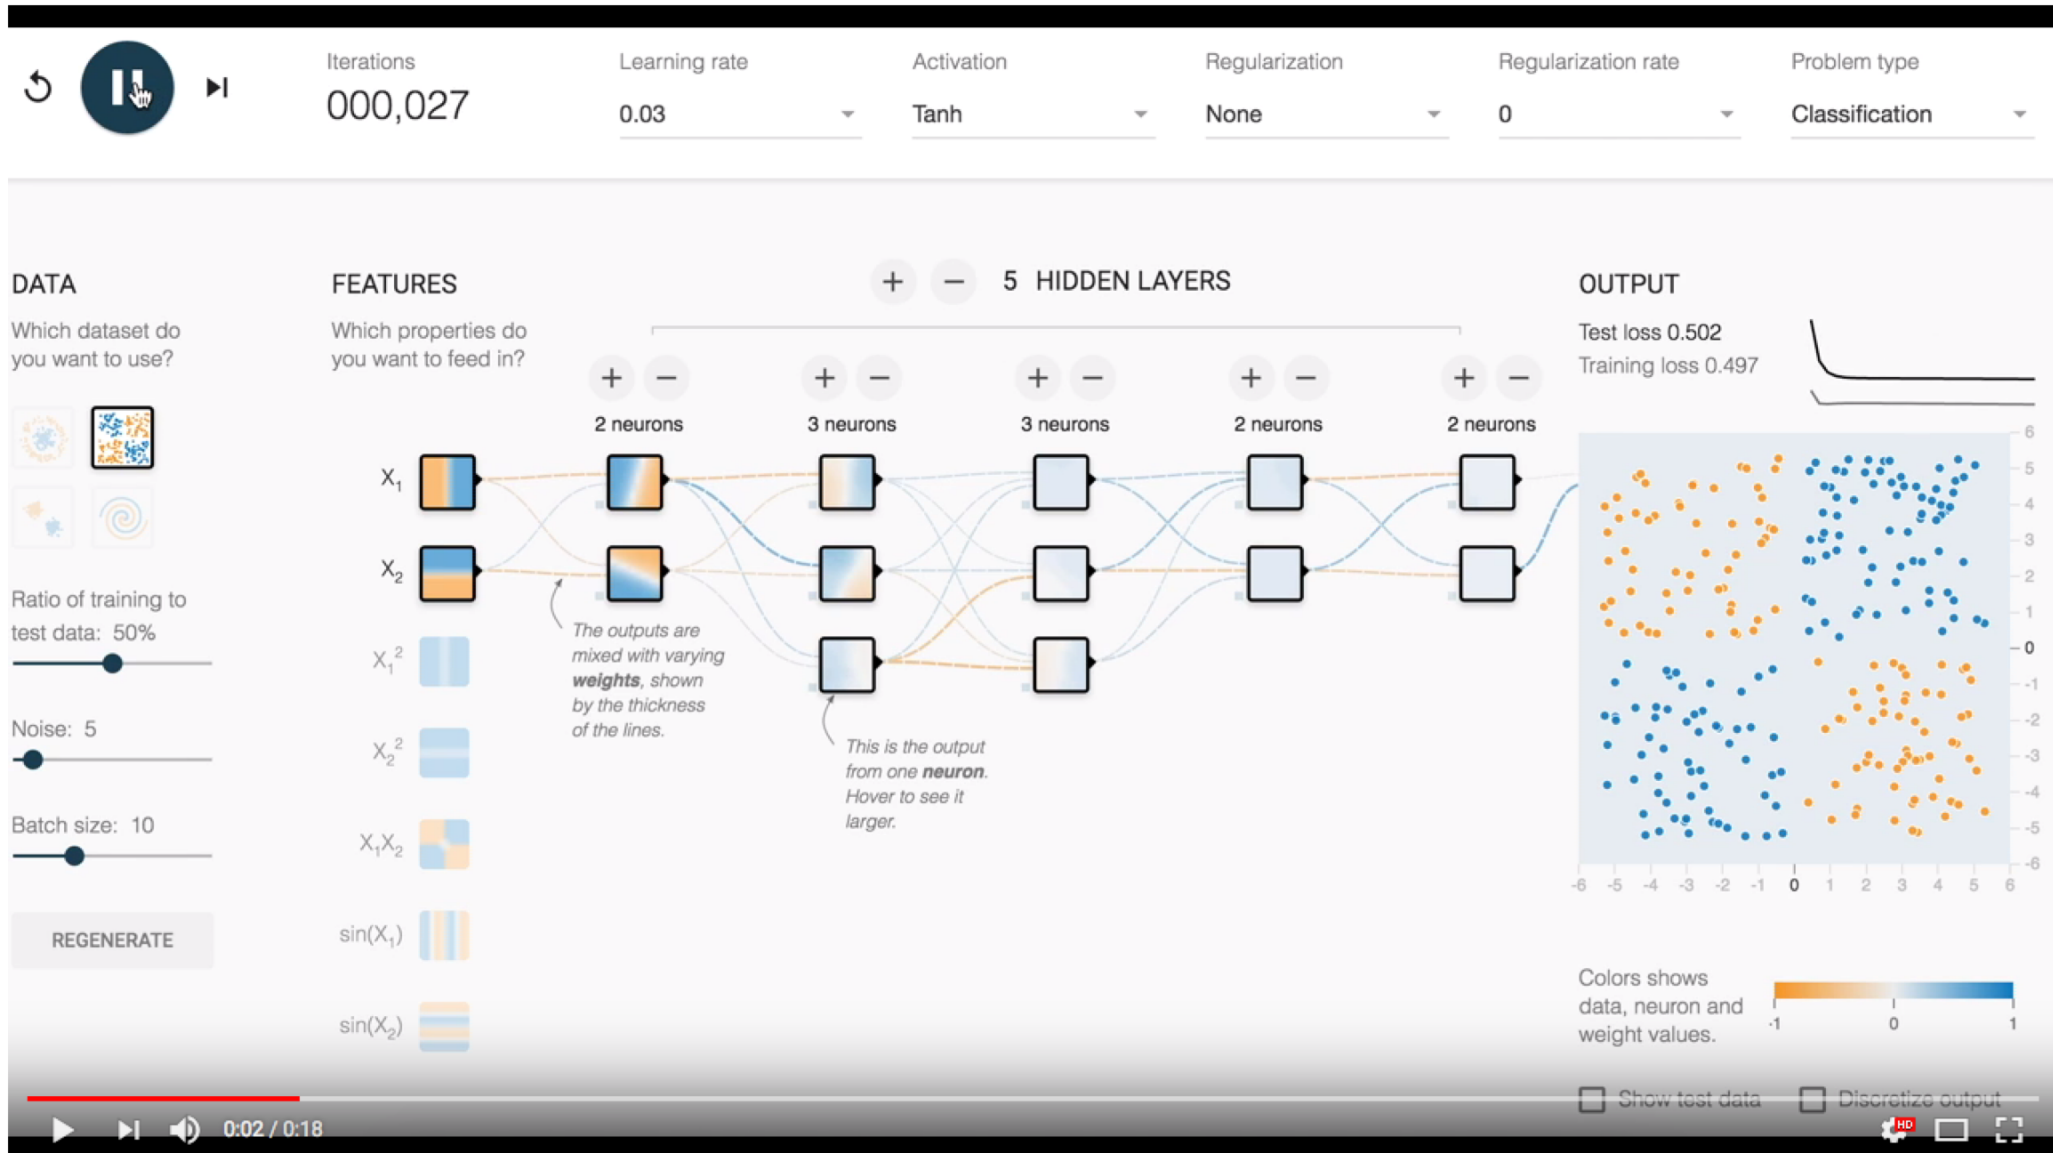 Iterations
000,027
Learning rate
0.03
Activation
Tanh
Regularization
None
Regularization rate
0
Problem type
Classification
DATA
Which dataset do
you want to use?
Ratio of training to
test data: 50%
Noise: 5
Batch size: 10
REGENERATE
FEATURES
Which properties do
you want to feed in?
X₁
X₂
X₁²
X₂²
X₁X₂
sin(X₁)
sin(X₂)
+ − 5 HIDDEN LAYERS
+ −
2 neurons
+ −
3 neurons
+ −
3 neurons
+ −
2 neurons
+ −
2 neurons
The outputs are
mixed with varying
weights, shown
by the thickness
of the lines.
This is the output
from one neuron.
Hover to see it
larger.
OUTPUT
Test loss 0.502
Training loss 0.497
6
5
4
3
2
1
0
-1
-2
-3
-4
-5
-6
-6 -5 -4 -3 -2 -1 0 1 2 3 4 5 6
Colors shows
data, neuron and
weight values.
-1 0 1
Show test data
Discretize output
0:02 / 0:18
HD